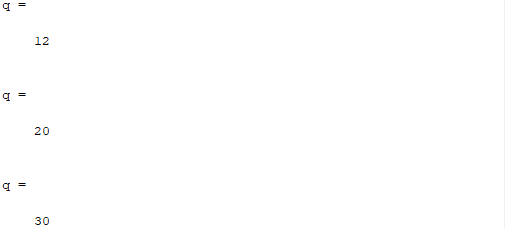 q =
12
q =
20
q =
30